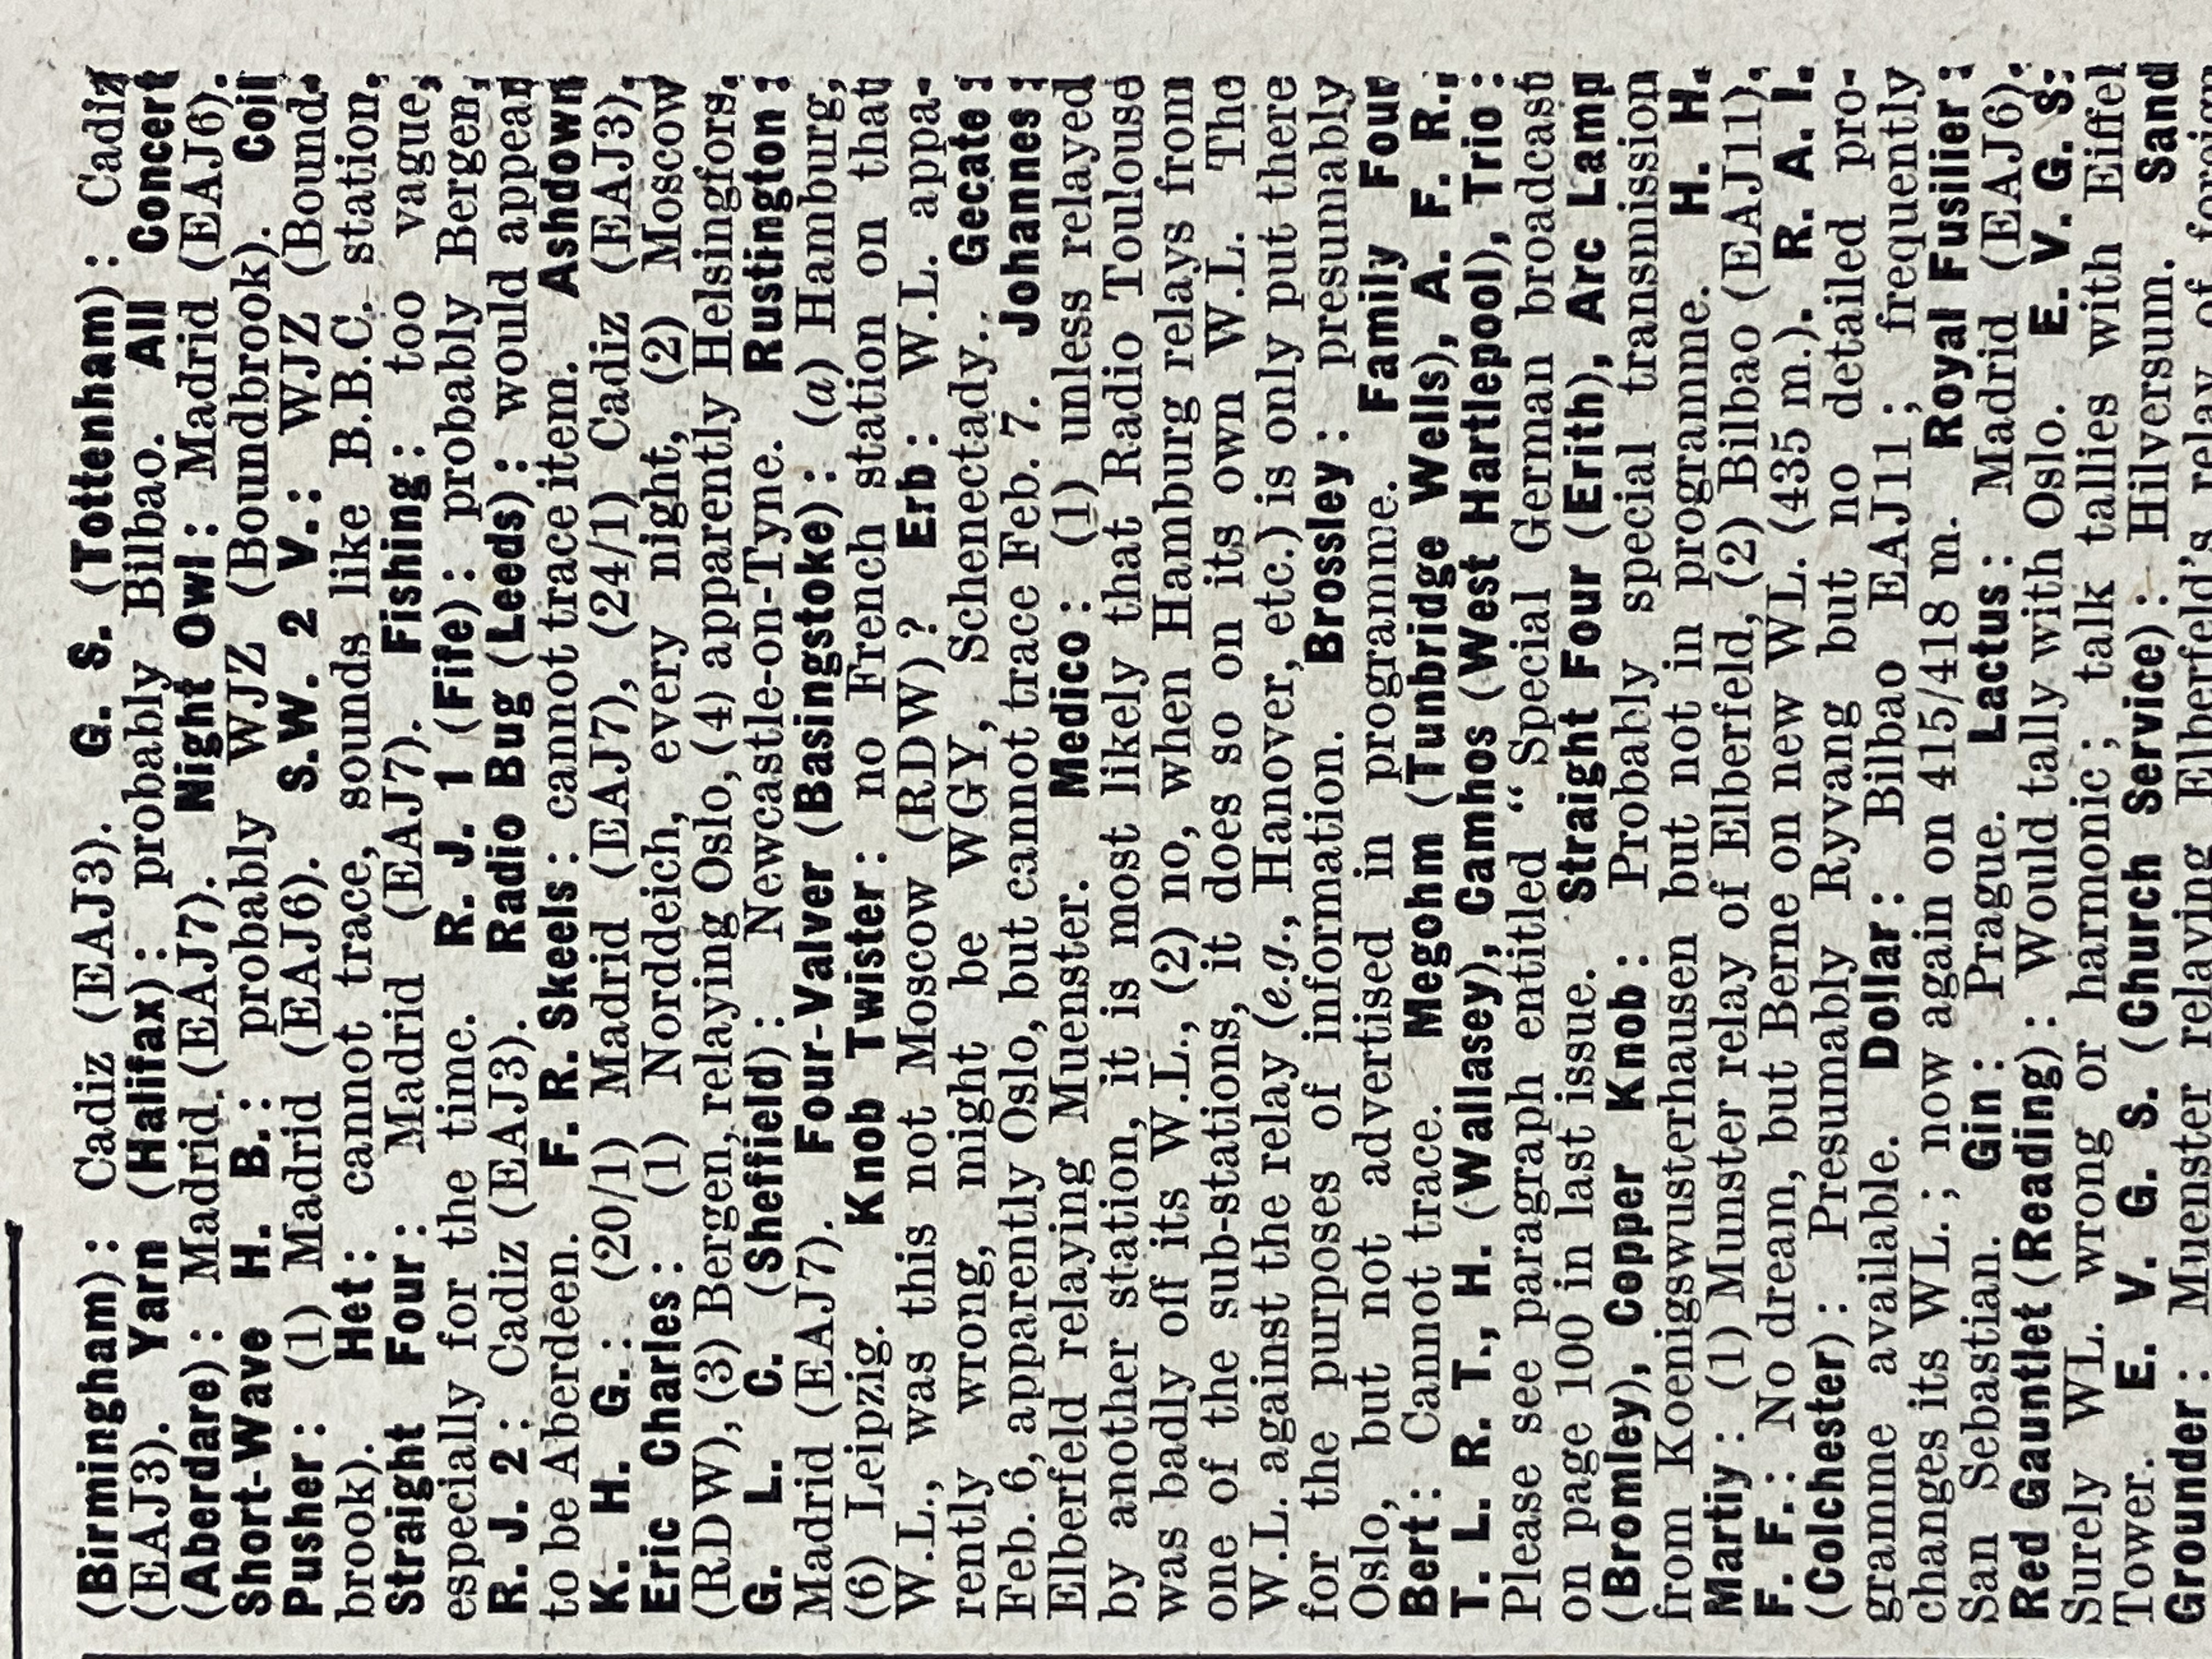 (Birmingham): Cadiz (EAJ3). G. S. (Tottenham): Cadiz
(EAJ3). Yarn (Halifax): probably Bilbao. All Concert
(Aberdare): Madrid. (EAJ7). Night Owl: Madrid (EAJ6).
Short-Wave H. B.: probably WJZ (Boundbrook). Coil
Pusher: (1) Madrid (EAJ6). S.W. 2 V.: WJZ (Bound-
brook). Het: cannot trace, sounds like B.B.C. station.
Straight Four: Madrid (EAJ7). Fishing: too vague,
especially for the time. R. J. 1 (Fife): probably Bergen,
R. J. 2: Cadiz (EAJ3). Radio Bug (Leeds): would appear
to be Aberdeen. F. R. Skeels: cannot trace item. Ashdown
K. H. G.: (20/1) Madrid (EAJ7), (24/1) Cadiz (EAJ3).
Eric Charles: (1) Norddeich, every night, (2) Moscow
(RDW), (3) Bergen, relaying Oslo, (4) apparently Helsingfors.
G. L. C. (Sheffield): Newcastle-on-Tyne. Rustington:
Madrid (EAJ7). Four-Valver (Basingstoke): (a) Hamburg,
(6) Leipzig. Knob Twister: no French station on that
W.L., was this not Moscow (RDW)? Erb: W.L. appa-
rently wrong, might be WGY, Schenectady.. Gecate:
Feb. 6, apparently Oslo, but cannot trace Feb. 7. Johannes:
Elberfeld relaying Muenster. Medico: (1) unless relayed
by another station, it is most likely that Radio Toulouse
was badly off its W.L., (2) no, when Hamburg relays from
one of the sub-stations, it does so on its own W.L. The
W.L. against the relay (e.g., Hanover, etc.) is only put there
for the purposes of information. Brossley: presumably
Oslo, but not advertised in programme. Family Four
Bert: Cannot trace. Megohm (Tunbridge Wells), A. F. R.,
T. L. R. T., H. (Wallasey), Camhos (West Hartlepool), Trio:
Please see paragraph entitled “Special German broadcast
on page 100 in last issue. Straight Four (Erith), Arc Lamp
(Bromley), Copper Knob: Probably special transmission
from Koenigswusterhausen but not in programme. H. H.
Martiy: (1) Munster relay of Elberfeld, (2) Bilbao (EAJ11).
F. F.: No dream, but Berne on new WL. (435 m.). R. A. I.
(Colchester): Presumably Ryvang but no detailed pro-
gramme available. Dollar: Bilbao EAJ11; frequently
changes its WL.; now again on 415/418 m. Royal Fusilier:
San Sebastian. Gin: Prague. Lactus: Madrid (EAJ6).
Red Gauntlet (Reading): Would tally with Oslo. E. V. G. S:
Surely WL. wrong or harmonic; talk tallies with Eiffel
Tower. E. V. G. S. (Church Service): Hilversum. Sand
Grounder: Muenster relaying Elberfeld's relay of foreign